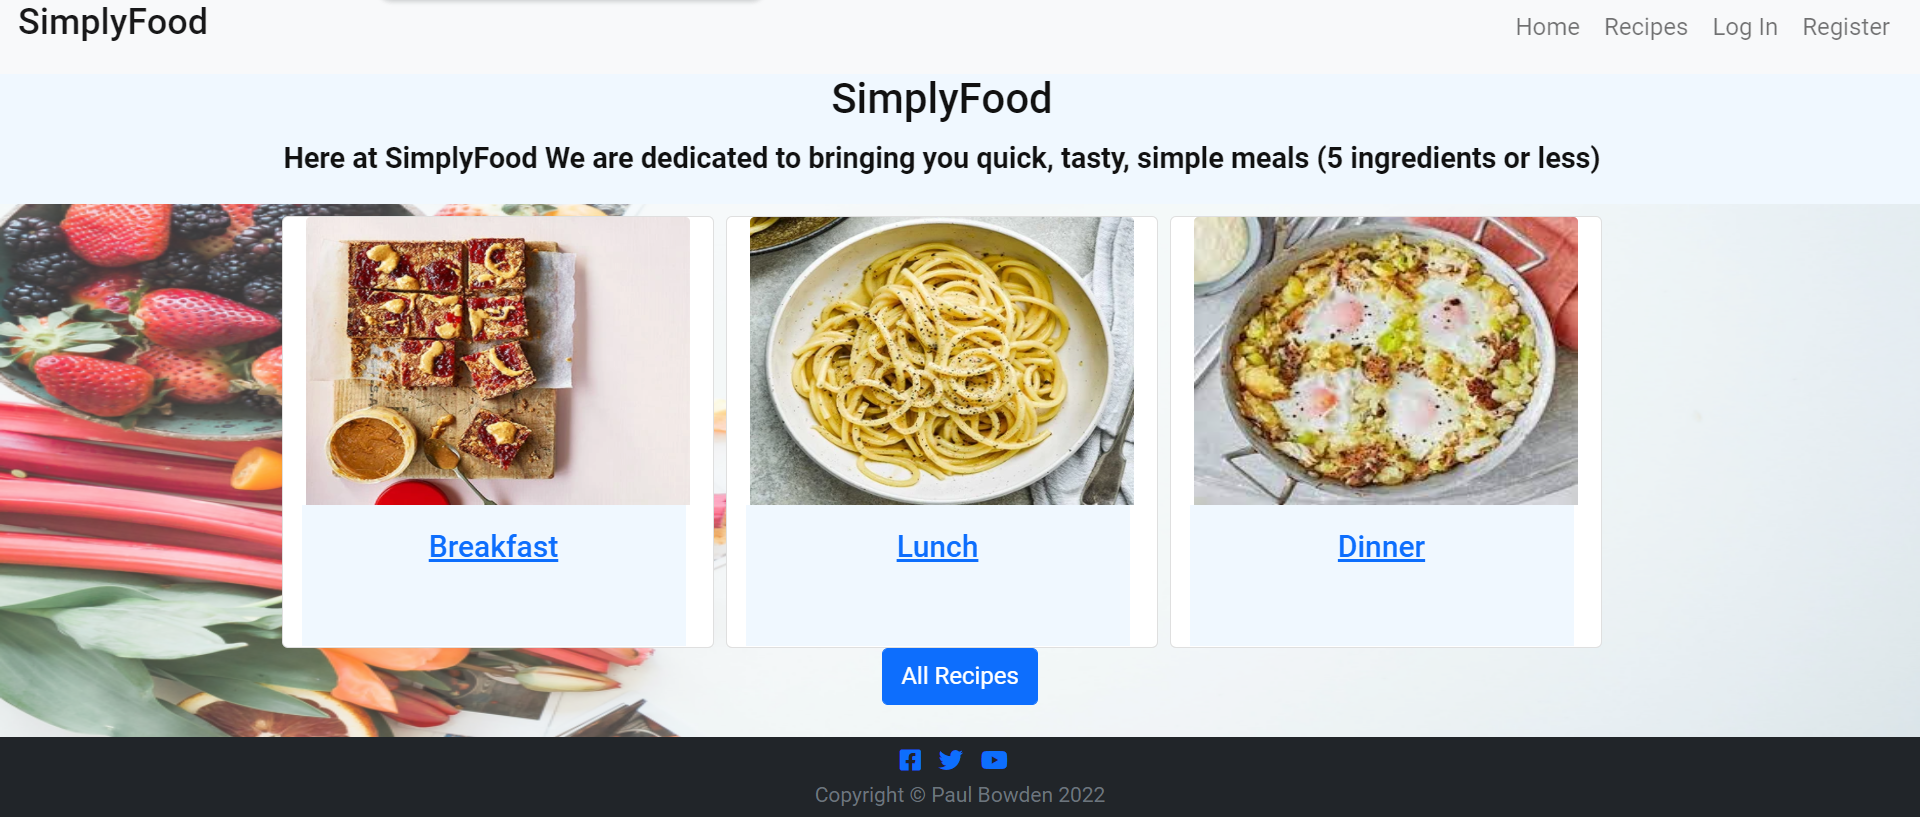 SimplyFood
Home Recipes Log In Register
SimplyFood
Here at SimplyFood We are dedicated to bringing you quick, tasty, simple meals (5 ingredients or less)
Breakfast
Lunch
Dinner
All Recipes
Copyright © Paul Bowden 2022